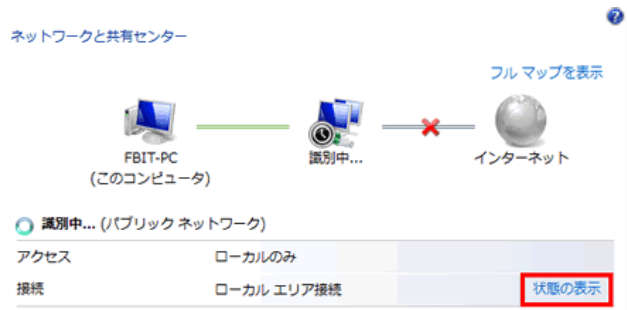 ネットワークと共有センター
フル マップを表示
FBIT-PC
(このコンピュータ)
識別中...
インターネット
識別中... (パブリック ネットワーク)
アクセス ローカルのみ
接続 ローカル エリア接続 状態の表示